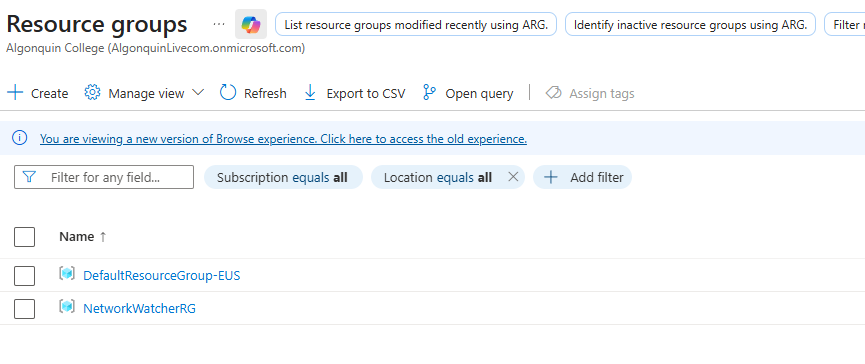 Resource groups ... List resource groups modified recently using ARG. Identify inactive resource groups using ARG. Filter
Algonquin College (AlgonquinLivecom.onmicrosoft.com)
Create Manage view Refresh Export to CSV Open query Assign tags
You are viewing a new version of Browse experience. Click here to access the old experience.
Filter for any field... Subscription equals all Location equals all Add filter
Name ↑
DefaultResourceGroup-EUS
NetworkWatcherRG